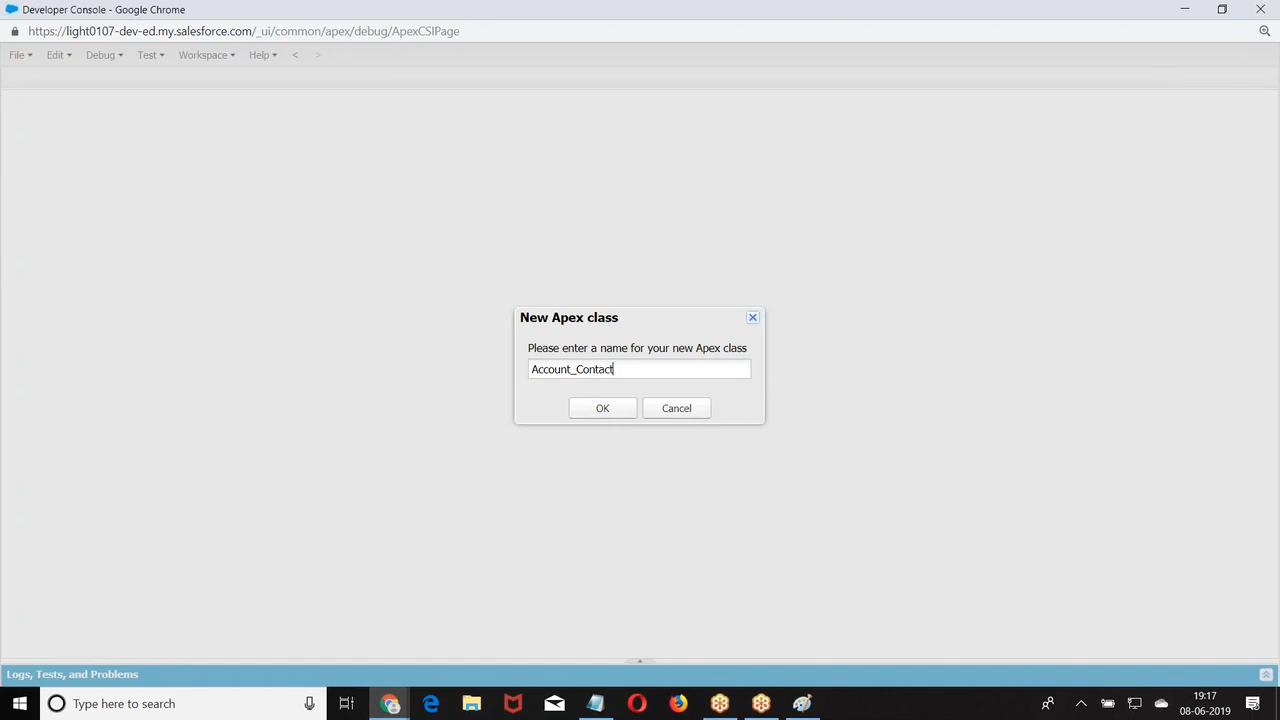 Developer Console - Google Chrome
https://light0107-dev-ed.my.salesforce.com/_ui/common/apex/debug/ApexCSIPage
File Edit Debug Test Workspace Help < >
New Apex class
Please enter a name for your new Apex class
Account_Contact
OK Cancel
Logs, Tests, and Problems
Type here to search
19:17
08-06-2019